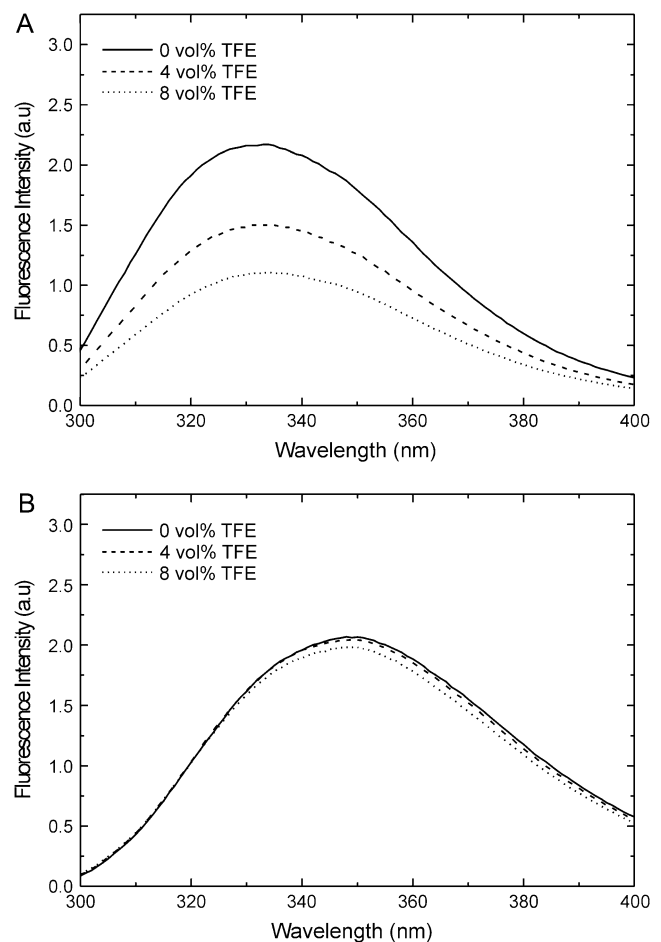 A
0 vol% TFE
4 vol% TFE
8 vol% TFE
3.0
2.5
2.0
1.5
1.0
0.5
0.0
Fluorescence Intensity (a.u)
300 320 340 360 380 400
Wavelength (nm)
B
0 vol% TFE
4 vol% TFE
8 vol% TFE
3.0
2.5
2.0
1.5
1.0
0.5
0.0
Fluorescence Intensity (a.u)
300 320 340 360 380 400
Wavelength (nm)